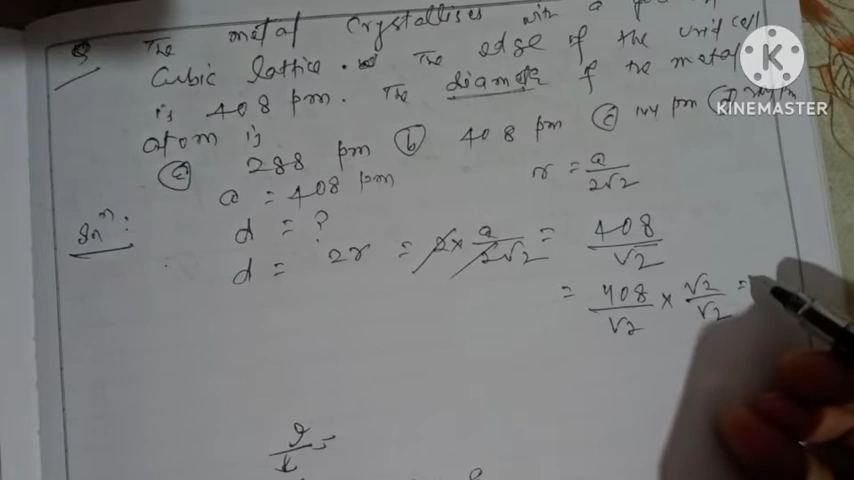 The metal Crystallises with a
Cubic lattice. The edge of the unit cell
is 408 pm. The diameter of the metal
atom is
(a) 288 pm (b) 408 pm (c) 144 pm (d)
Soln: a = 408 pm r = a/2√2
d = ?
d = 2r = 2 × a/2√2 = 408/√2
= 408/√2 × √2/√2 =
K
KINEMASTER